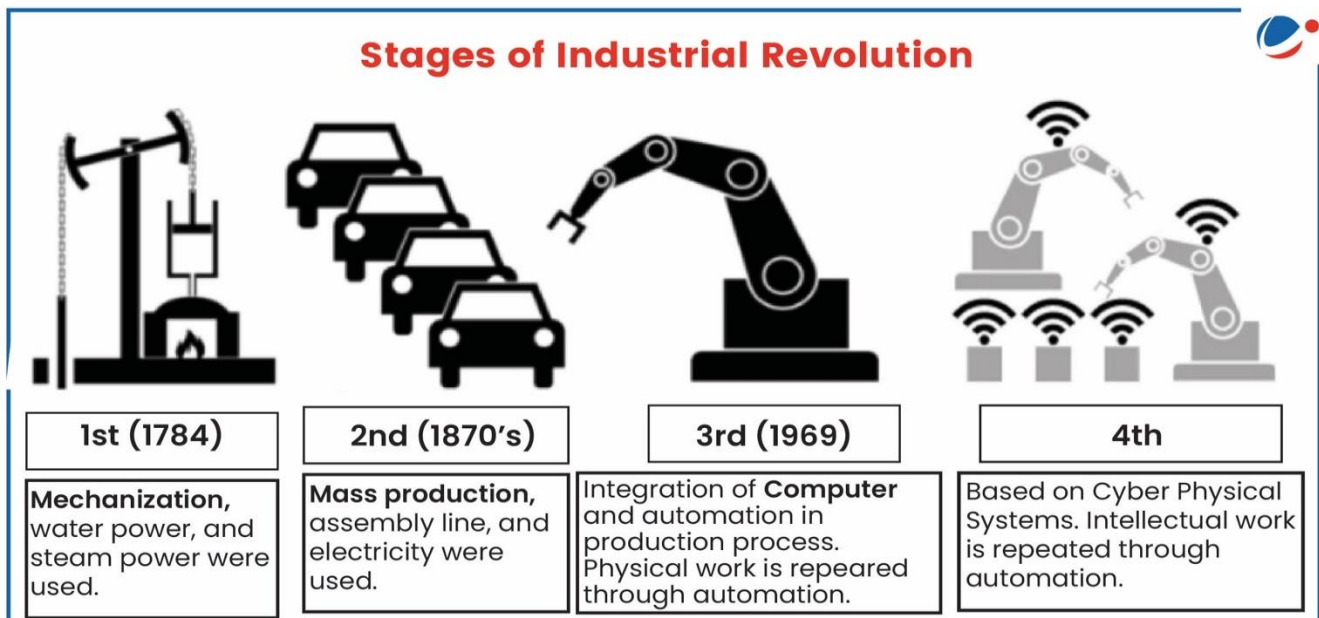 Stages of Industrial Revolution
1st (1784)
Mechanization,
water power, and
steam power were
used.
2nd (1870's)
Mass production,
assembly line, and
electricity were
used.
3rd (1969)
Integration of Computer
and automation in
production process.
Physical work is repeared
through automation.
4th
Based on Cyber Physical
Systems. Intellectual work
is repeated through
automation.